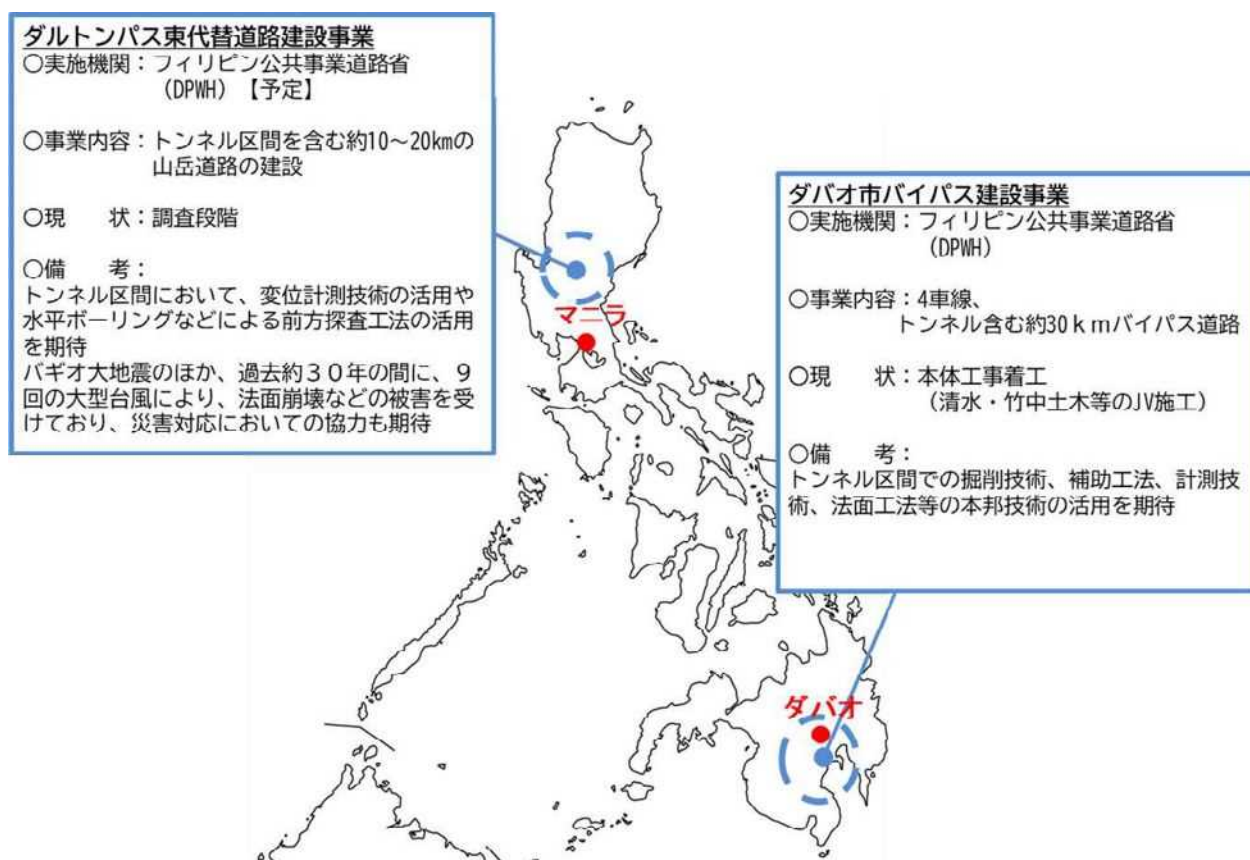 ダルトンパス東代替道路建設事業
○実施機関：フィリピン公共事業道路省
（DPWH）【予定】
○事業内容：トンネル区間を含む約10～20kmの
山岳道路の建設
○現　　状：調査段階
○備　　考：
トンネル区間において、変位計測技術の活用や
水平ボーリングなどによる前方探査工法の活用
を期待
バギオ大地震のほか、過去約３０年の間に、９
回の大型台風により、法面崩壊などの被害を受
けており、災害対応においての協力も期待
マニラ
ダバオ市バイパス建設事業
○実施機関：フィリピン公共事業道路省
（DPWH）
○事業内容：4車線、
トンネル含む約30ｋｍバイパス道路
○現　　状：本体工事着工
（清水・竹中土木等のJV施工）
○備　　考：
トンネル区間での掘削技術、補助工法、計測技
術、法面工法等の本邦技術の活用を期待
ダバオ